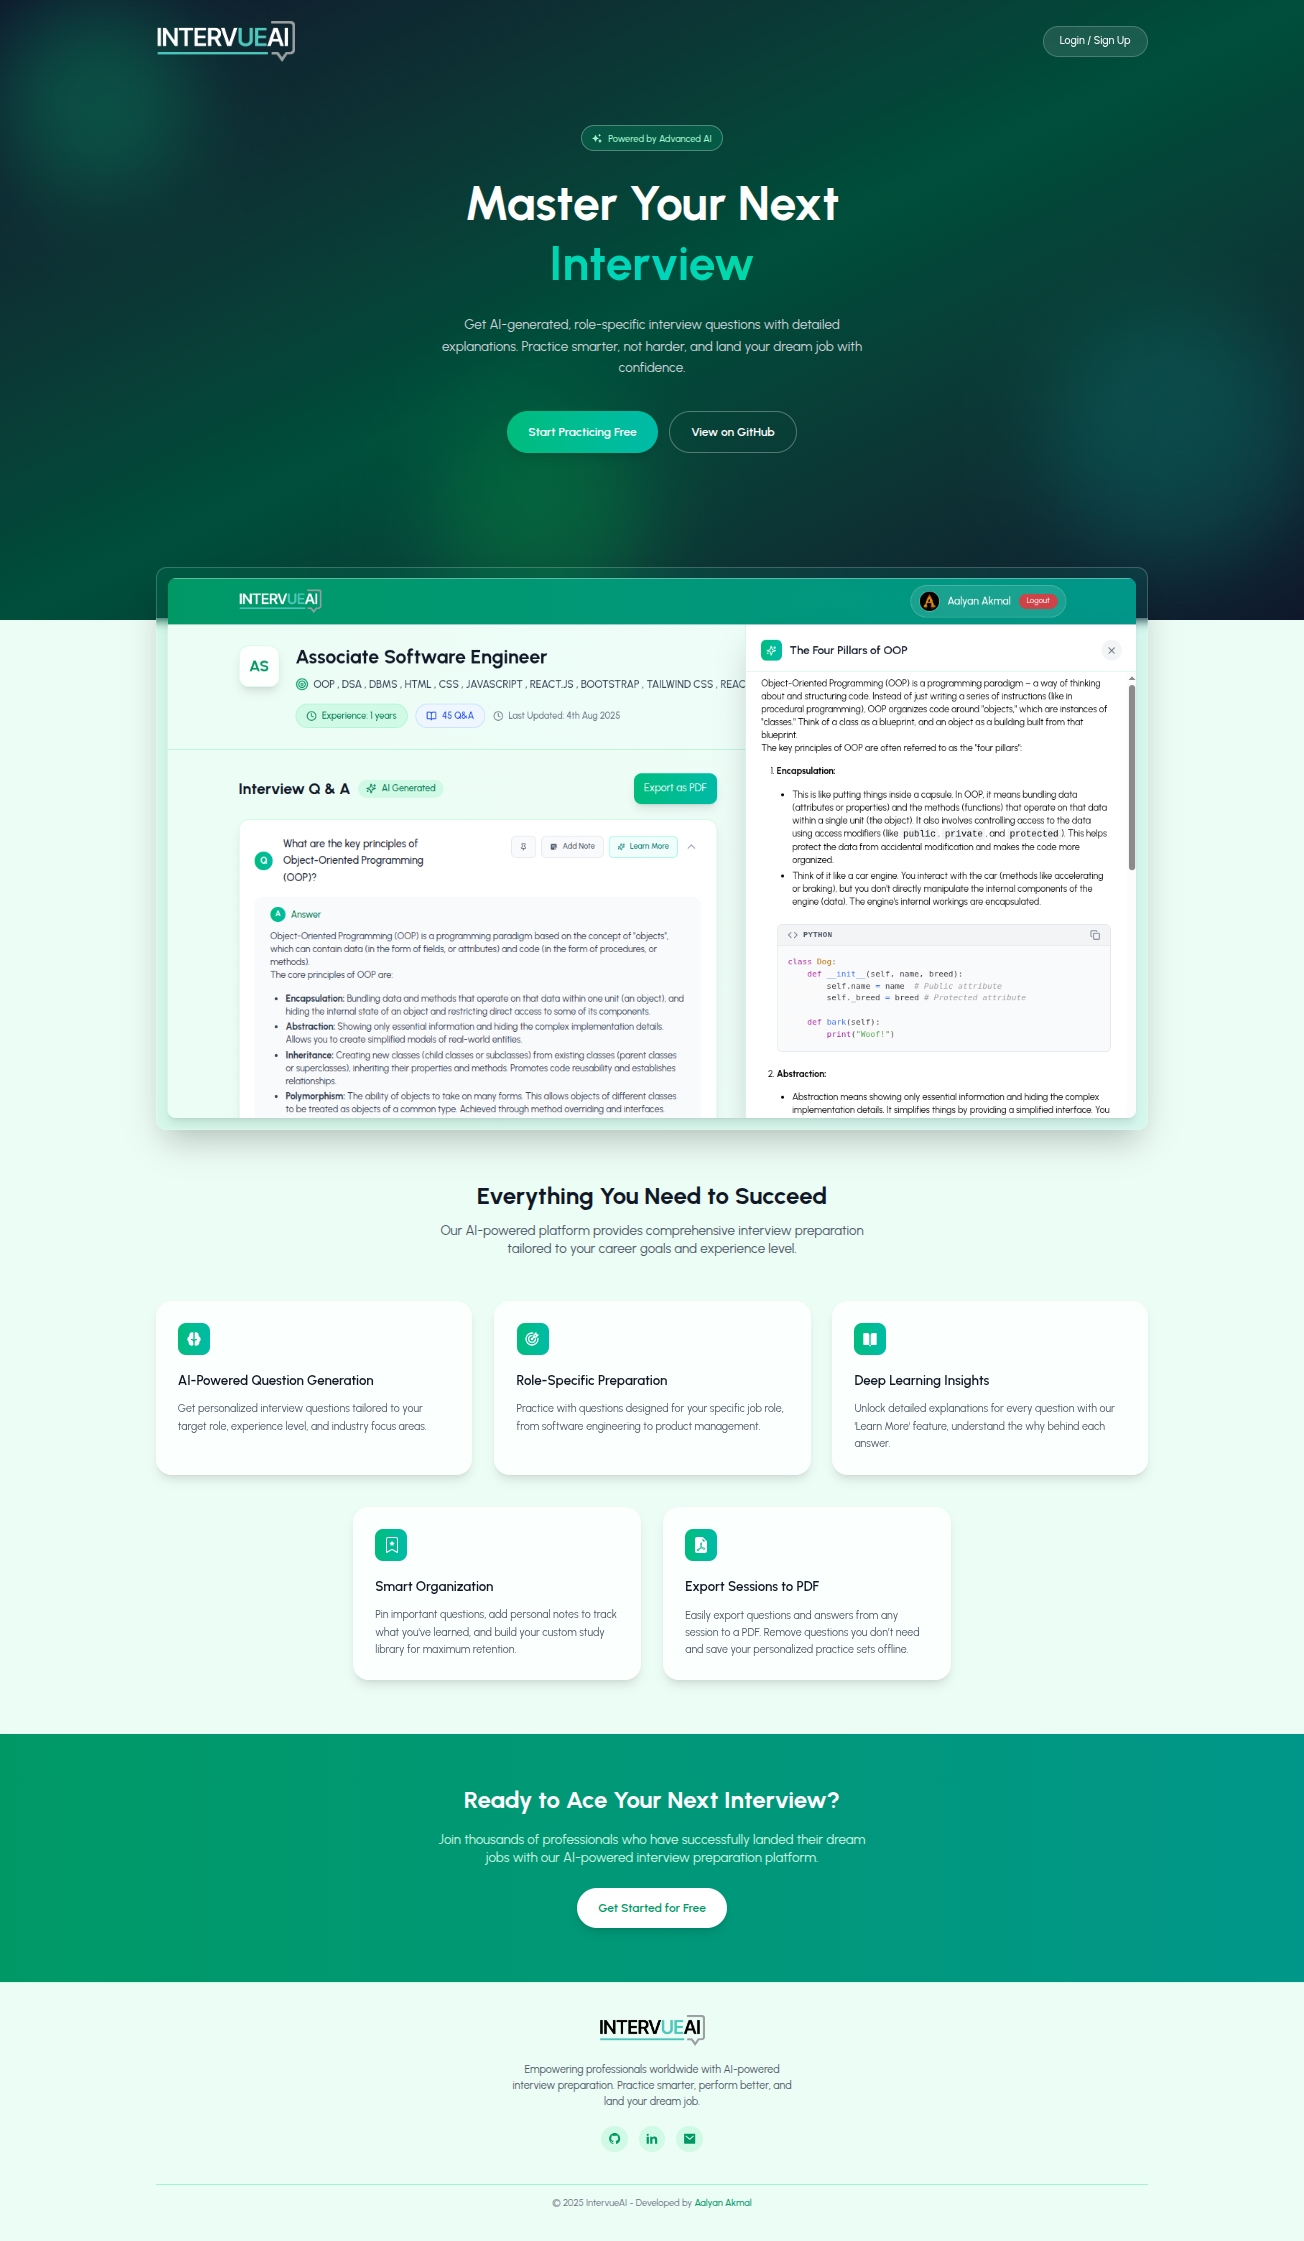 INTERVUEAI
Login / Sign Up
Powered by Advanced AI
Master Your Next
Interview
Get AI-generated, role-specific interview questions with detailed
explanations. Practice smarter, not harder, and land your dream job with
confidence.
Start Practicing Free
View on GitHub
INTERVUEAI
A
Aalyan Akmal
Logout
AS
Associate Software Engineer
OOP , DSA , DBMS , HTML , CSS , JAVASCRIPT , REACT.JS , BOOTSTRAP , TAILWIND CSS , REAC
Experience: 1 years
45 Q&A
Last Updated: 4th Aug 2025
Interview Q & A
AI Generated
Export as PDF
Q
What are the key principles of
Object-Oriented Programming
(OOP)?
Add Note
Learn More
A
Answer
Object-Oriented Programming (OOP) is a programming paradigm based on the concept of "objects",
which can contain data (in the form of fields, or attributes) and code (in the form of procedures, or
methods).
The core principles of OOP are:
• Encapsulation: Bundling data and methods that operate on that data within one unit (an object), and
hiding the internal state of an object and restricting direct access to some of its components.
• Abstraction: Showing only essential information and hiding the complex implementation details.
Allows you to create simplified models of real-world entities.
• Inheritance: Creating new classes (child classes or subclasses) from existing classes (parent classes
or superclasses), inheriting their properties and methods. Promotes code reusability and establishes
relationships.
• Polymorphism: The ability of objects to take on many forms. This allows objects of different classes
to be treated as objects of a common type. Achieved through method overriding and interfaces.
The Four Pillars of OOP
Object-Oriented Programming (OOP) is a programming paradigm – a way of thinking
about and structuring code. Instead of just writing a series of instructions (like in
procedural programming), OOP organizes code around "objects," which are instances of
"classes." Think of a class as a blueprint, and an object as a building built from that
blueprint.
The key principles of OOP are often referred to as the "four pillars":
1. Encapsulation:
• This is like putting things inside a capsule. In OOP, it means bundling data
(attributes or properties) and the methods (functions) that operate on that data
within a single unit (the object). It also involves controlling access to the data
using access modifiers (like public, private, and protected). This helps
protect the data from accidental modification and makes the code more
organized.
• Think of it like a car engine. You interact with the car (methods like accelerating
or braking), but you don't directly manipulate the internal components of the
engine (data). The engine's internal workings are encapsulated.
<> PYTHON
class Dog:
def __init__(self, name, breed):
self.name = name # Public attribute
self._breed = breed # Protected attribute
def bark(self):
print("Woof!")
2. Abstraction:
• Abstraction means showing only essential information and hiding the complex
implementation details. It simplifies things by providing a simplified interface. You
Everything You Need to Succeed
Our AI-powered platform provides comprehensive interview preparation
tailored to your career goals and experience level.
AI-Powered Question Generation
Get personalized interview questions tailored to your
target role, experience level, and industry focus areas.
Role-Specific Preparation
Practice with questions designed for your specific job role,
from software engineering to product management.
Deep Learning Insights
Unlock detailed explanations for every question with our
'Learn More' feature, understand the why behind each
answer.
Smart Organization
Pin important questions, add personal notes to track
what you've learned, and build your custom study
library for maximum retention.
Export Sessions to PDF
Easily export questions and answers from any
session to a PDF. Remove questions you don't need
and save your personalized practice sets offline.
Ready to Ace Your Next Interview?
Join thousands of professionals who have successfully landed their dream
jobs with our AI-powered interview preparation platform.
Get Started for Free
INTERVUEAI
Empowering professionals worldwide with AI-powered
interview preparation. Practice smarter, perform better, and
land your dream job.
in
© 2025 IntervueAI - Developed by Aalyan Akmal